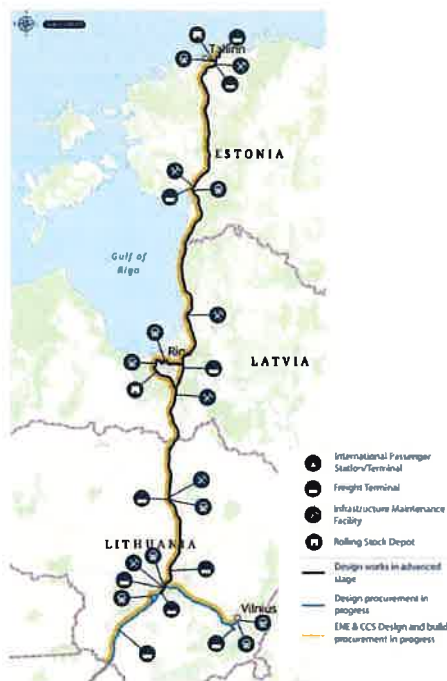 Tallinn
ESTONIA
Gulf of
Riga
LATVIA
LITHUANIA
Vilnius
International Passenger
Station/Terminal
Freight Terminal
Infrastructure Maintenance
Facility
Rolling Stock Depot
Design works in advanced
stage
Design procurement in
progress
ENE & CCS Design and build
procurement in progress